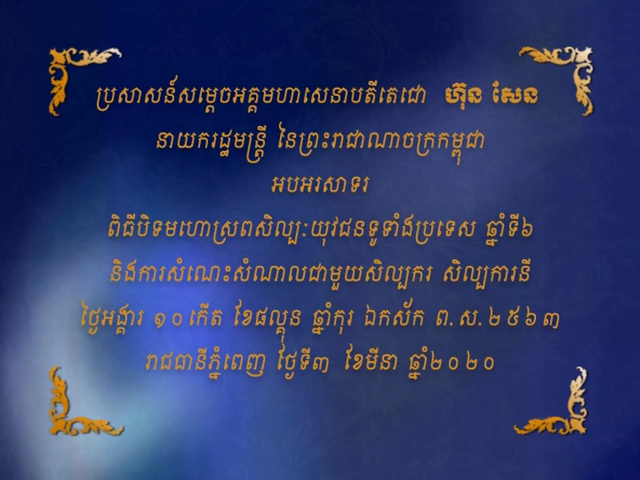 ប្រសាសន៍សម្តេចអគ្គមហាសេនាបតីតេជោ ហ៊ុន សែន
នាយករដ្ឋមន្ត្រី នៃព្រះរាជាណាចក្រកម្ពុជា
អបអរសាទរ
ពិធីបិទមហោស្រពសិល្បៈយុវជនទូទាំងប្រទេស ឆ្នាំទី៦
និងការសំណេះសំណាលជាមួយសិល្បករ សិល្បការនី
ថ្ងៃអង្គារ ១០កើត ខែផល្គុន ឆ្នាំកុរ ឯកស័ក ព.ស.២៥៦៣
រាជធានីភ្នំពេញ ថ្ងៃទី៣ ខែមីនា ឆ្នាំ២០២០